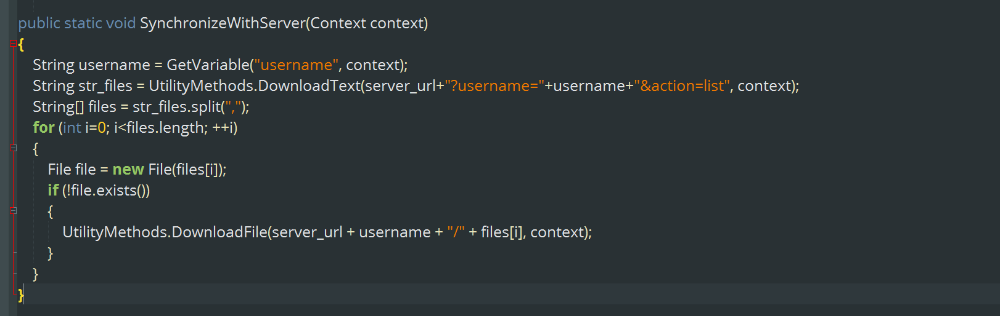 public static void SynchronizeWithServer(Context context)
{
String username = GetVariable("username", context);
String str_files = UtilityMethods.DownloadText(server_url+"?username="+username+"&action=list", context);
String[] files = str_files.split(",");
for (int i=0; i<files.length; ++i)
{
File file = new File(files[i]);
if (!file.exists())
{
UtilityMethods.DownloadFile(server_url + username + "/" + files[i], context);
}
}
}